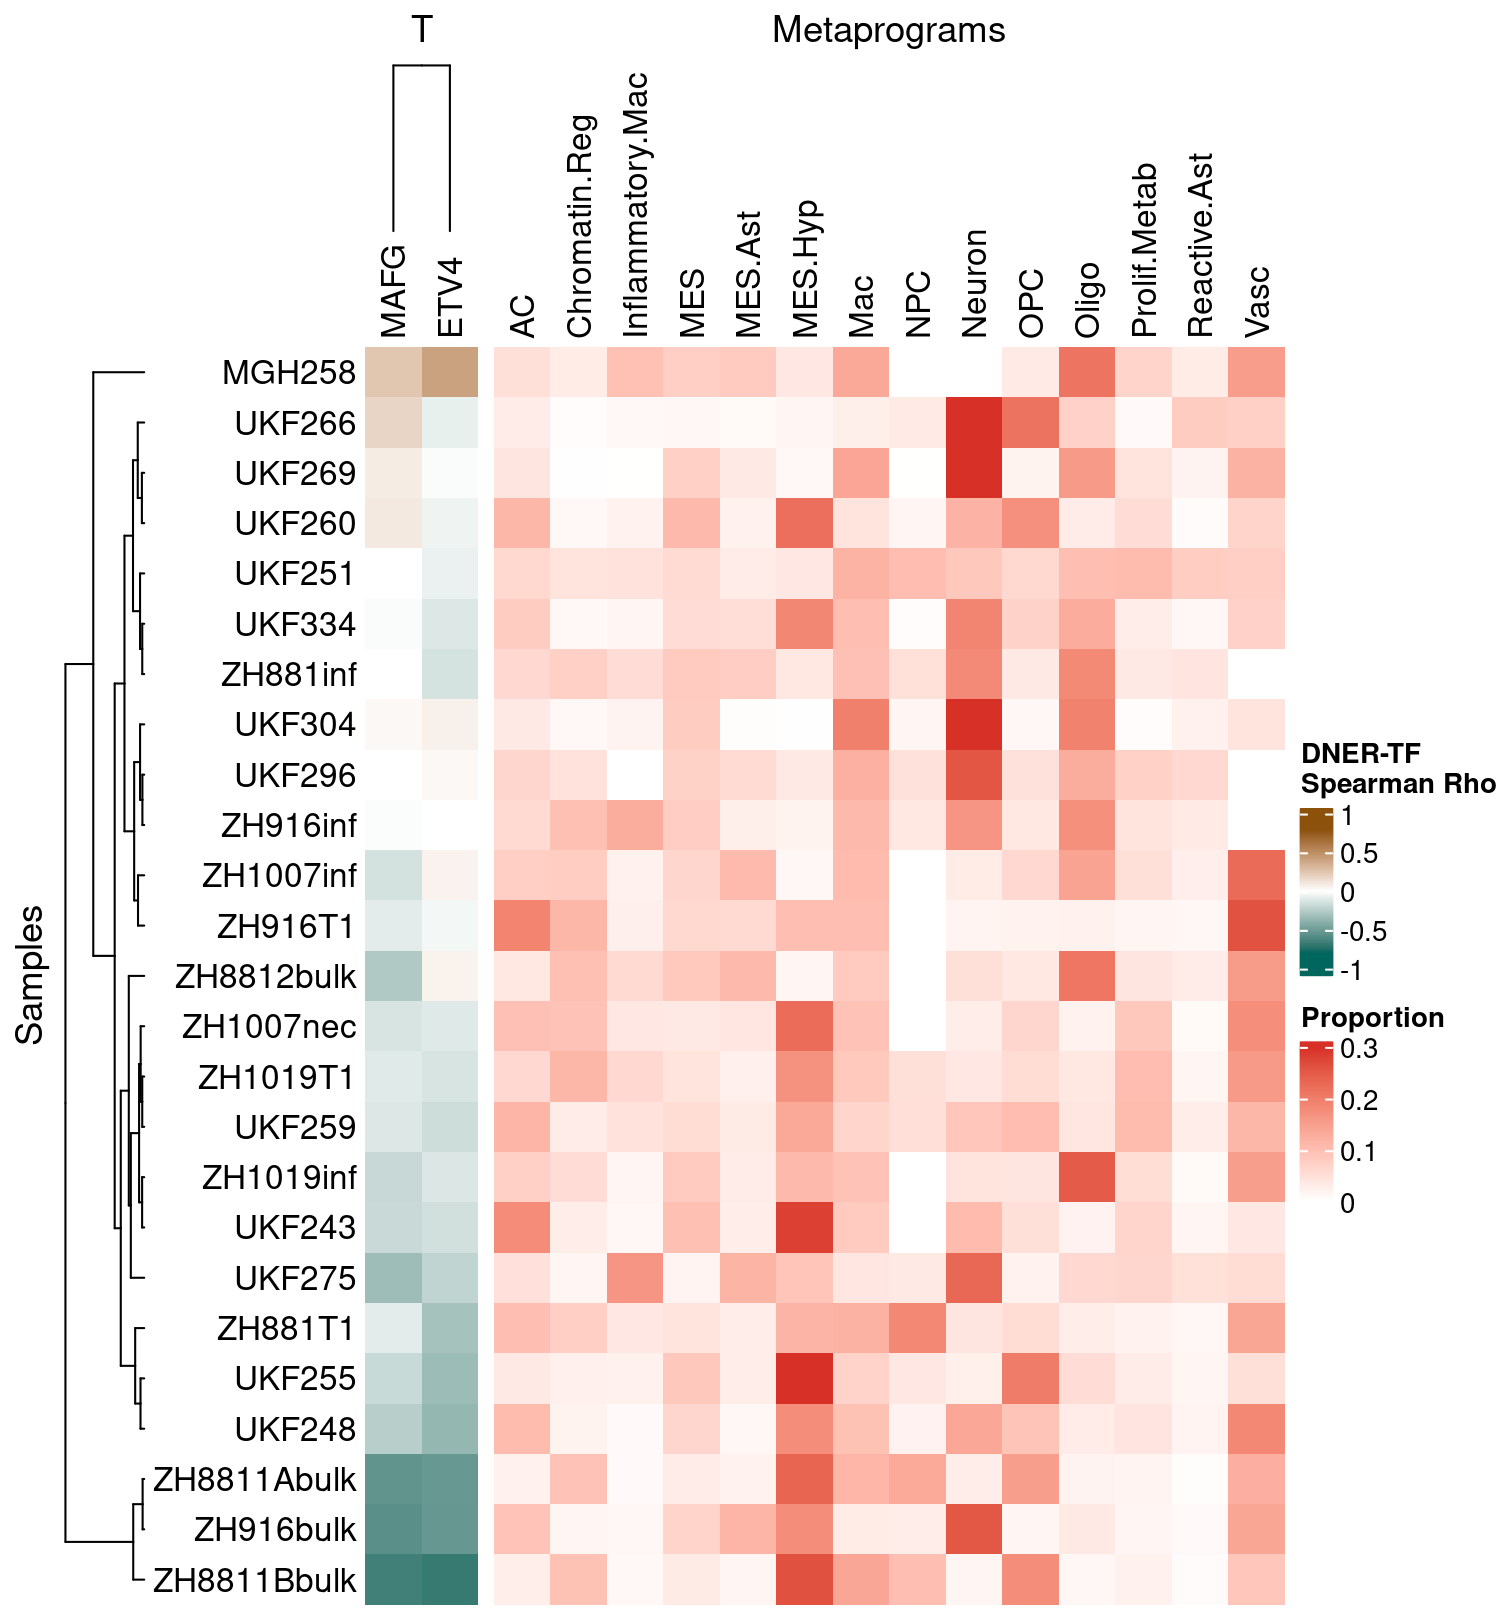 T
Metaprograms
MAFG
ETV4
AC
Chromatin.Reg
Inflammatory.Mac
MES
MES.Ast
MES.Hyp
Mac
NPC
Neuron
OPC
Oligo
Prolif.Metab
Reactive.Ast
Vasc
Samples
MGH258
UKF266
UKF269
UKF260
UKF251
UKF334
ZH881inf
UKF304
UKF296
ZH916inf
ZH1007inf
ZH916T1
ZH8812bulk
ZH1007nec
ZH1019T1
UKF259
ZH1019inf
UKF243
UKF275
ZH881T1
UKF255
UKF248
ZH8811Abulk
ZH916bulk
ZH8811Bbulk
DNER-TF
Spearman Rho
1
0.5
0
-0.5
-1
Proportion
0.3
0.2
0.1
0